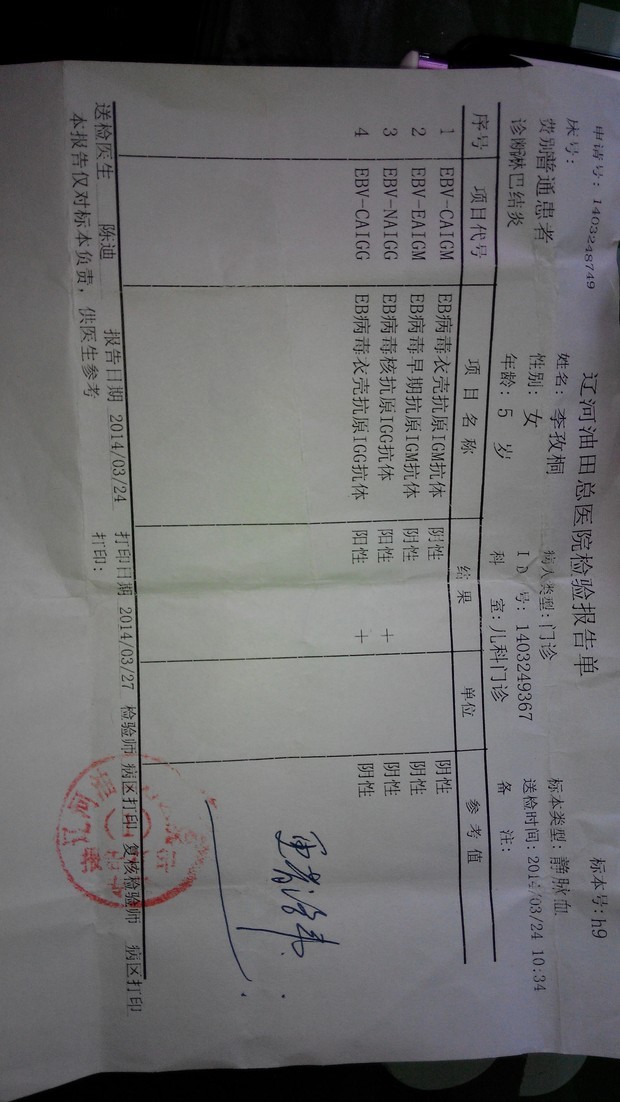 辽河油田总医院检验报告单
申请号: 1403248749 标本号: h9
床号: 姓名: 李孜桐 病人类型: 门诊 标本类型: 静脉血
费别普通患者 性别: 女 ID号: 1403249367 送检时间: 2014/03/24 10:34
诊断淋巴结炎 年龄: 5 岁 科 室: 儿科门诊 备 注:
序号 项目代号 项目名称 结果 单位 参考值
1 EBV-CAIGM EB病毒衣壳抗原IGM抗体 阴性 阴性
2 EBV-EAIGM EB病毒早期抗原IGM抗体 阴性 阴性
3 EBV-NAIGG EB病毒核抗原IGG抗体 阳性 + 阴性
4 EBV-CAIGG EB病毒衣壳抗原IGG抗体 阳性 + 阴性
送检医生 陈迪 报告日期 2014/03/24 打印日期 2014/03/27 检验师 病区打印 复核检验师 病区打印
本报告仅对标本负责, 供医生参考 打印: